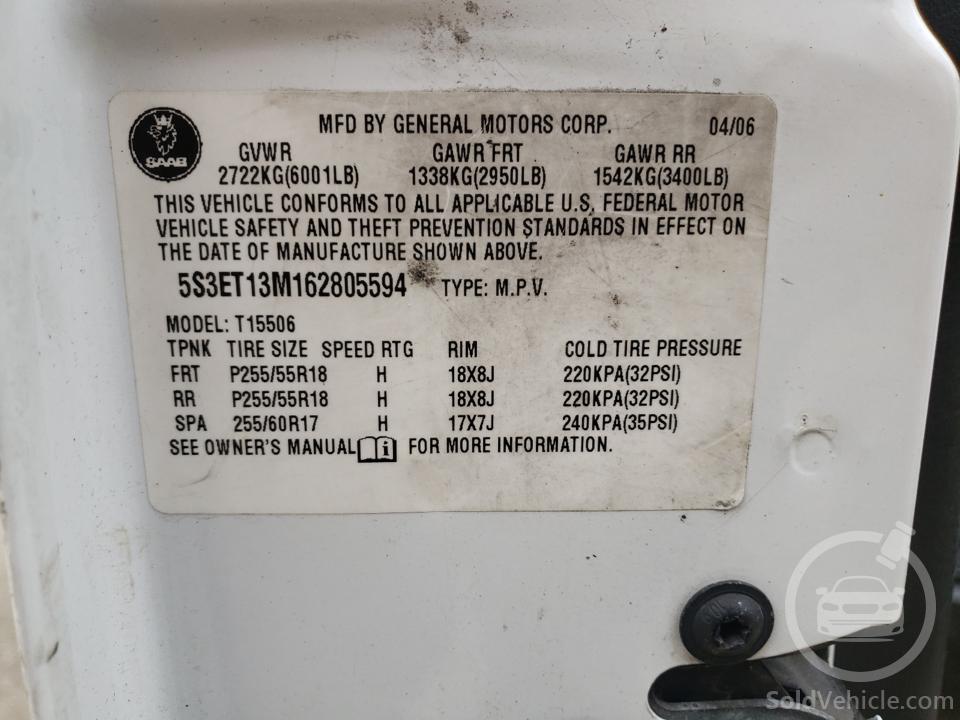 SAAB
MFD BY GENERAL MOTORS CORP. 04/06
GVWR GAWR FRT GAWR RR
2722KG(6001LB) 1338KG(2950LB) 1542KG(3400LB)
THIS VEHICLE CONFORMS TO ALL APPLICABLE U.S. FEDERAL MOTOR
VEHICLE SAFETY AND THEFT PREVENTION STANDARDS IN EFFECT ON
THE DATE OF MANUFACTURE SHOWN ABOVE.
5S3ET13M162805594 TYPE: M.P.V.
MODEL: T15506
TPNK TIRE SIZE SPEED RTG RIM COLD TIRE PRESSURE
FRT P255/55R18 H 18X8J 220KPA(32PSI)
RR P255/55R18 H 18X8J 220KPA(32PSI)
SPA 255/60R17 H 17X7J 240KPA(35PSI)
SEE OWNER'S MANUAL i FOR MORE INFORMATION.
SoldVehicle.com